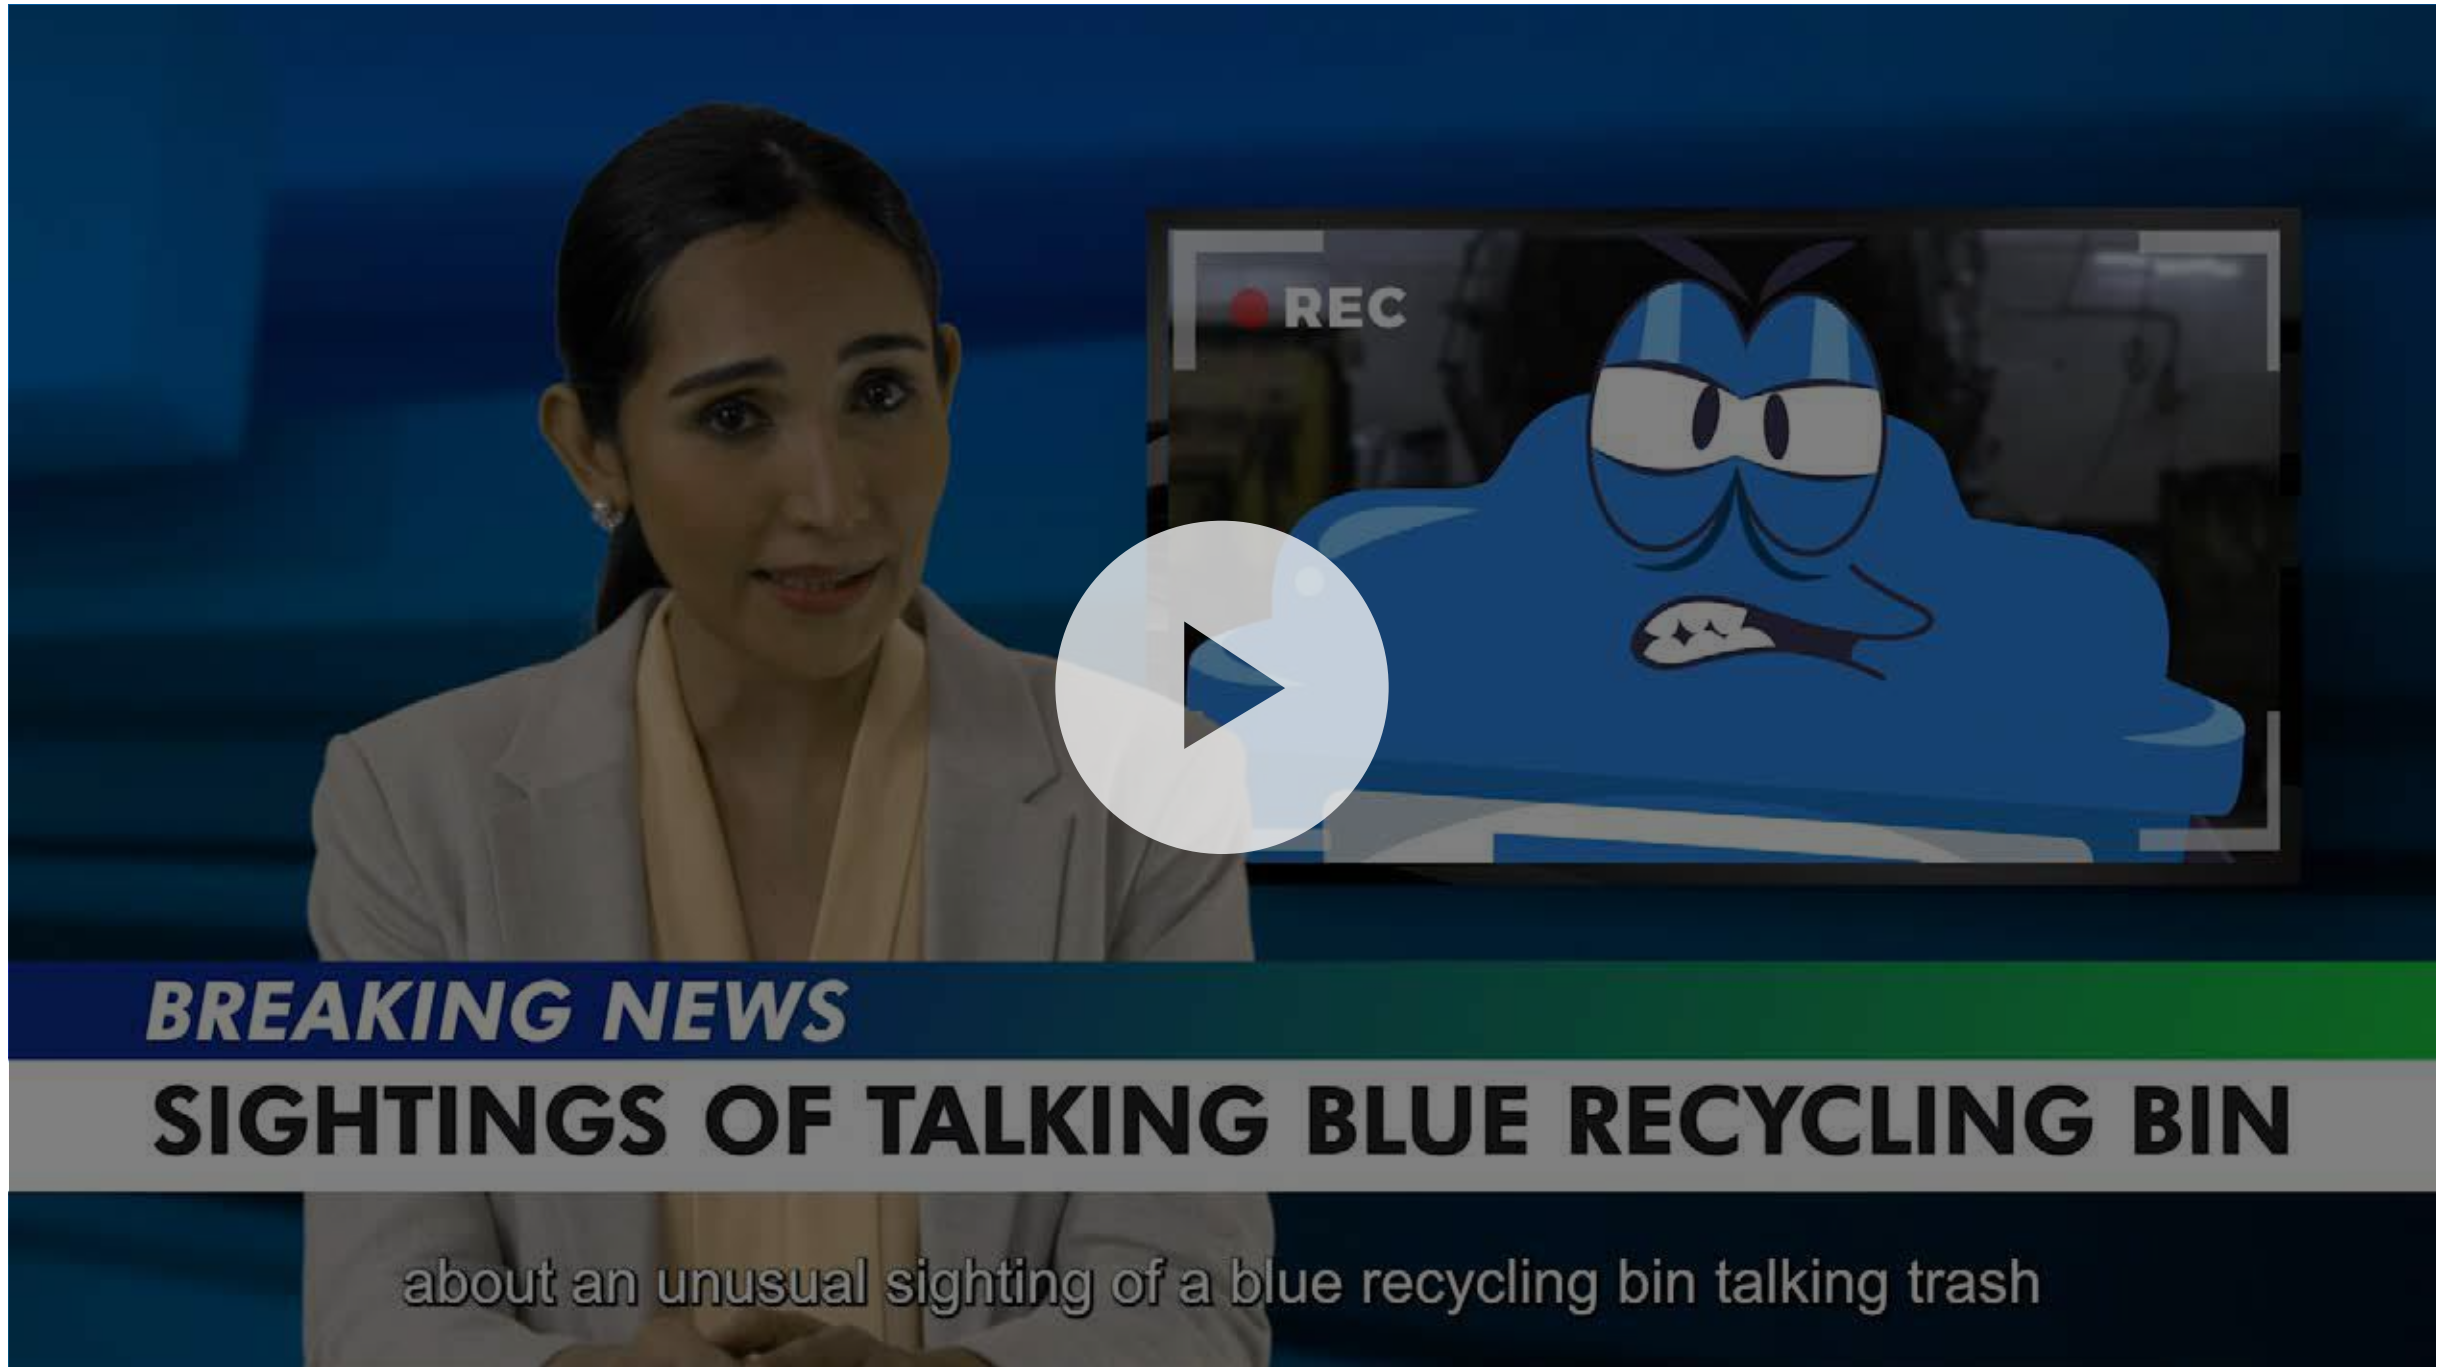 REC
BREAKING NEWS
SIGHTINGS OF TALKING BLUE RECYCLING BIN
about an unusual sighting of a blue recycling bin talking trash